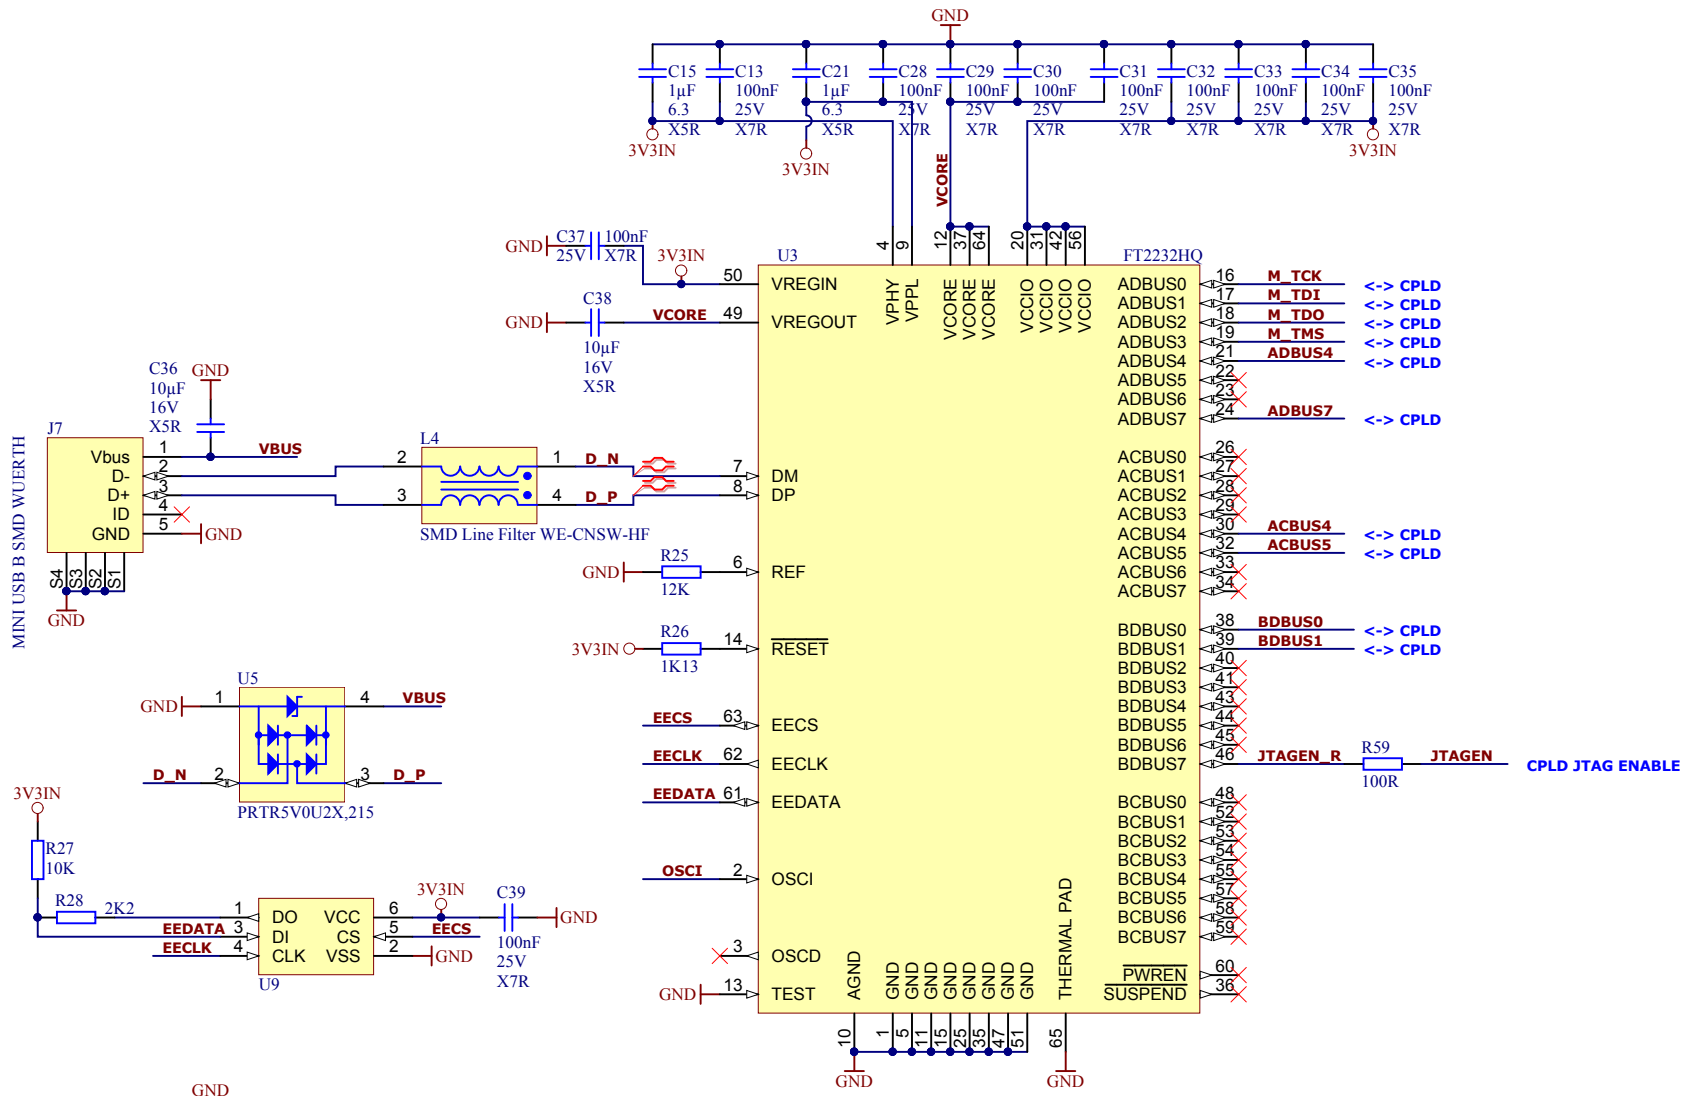 GND
C15
1µF
6.3
X5R
C13
100nF
25V
X7R
C21
1µF
6.3
X5R
C28
100nF
25V
X7R
C29
100nF
25V
X7R
C30
100nF
25V
X7R
C31
100nF
25V
X7R
C32
100nF
25V
X7R
C33
100nF
25V
X7R
C34
100nF
25V
X7R
C35
100nF
25V
X7R
3V3IN
3V3IN
3V3IN
VCORE
GND
C37
25V
100nF
X7R
3V3IN
GND
C38
10µF
16V
X5R
VCORE
U3
FT2232HQ
4 9 12 37 64 20 31 42 56
VPHY
VPPL
VCORE
VCORE
VCORE
VCCIO
VCCIO
VCCIO
VCCIO
50 VREGIN
49 VREGOUT
7 DM
8 DP
6 REF
14 RESET
63 EECS
62 EECLK
61 EEDATA
2 OSCI
3 OSCD
13 TEST
ADBUS0 16 M_TCK <-> CPLD
ADBUS1 17 M_TDI <-> CPLD
ADBUS2 18 M_TDO <-> CPLD
ADBUS3 19 M_TMS <-> CPLD
ADBUS4 21 ADBUS4 <-> CPLD
ADBUS5 22
ADBUS6 23
ADBUS7 24 ADBUS7 <-> CPLD
ACBUS0 26
ACBUS1 27
ACBUS2 28
ACBUS3 29
ACBUS4 30 ACBUS4 <-> CPLD
ACBUS5 32 ACBUS5 <-> CPLD
ACBUS6 33
ACBUS7 34
BDBUS0 38 BDBUS0 <-> CPLD
BDBUS1 39 BDBUS1 <-> CPLD
BDBUS2 40
BDBUS3 41
BDBUS4 43
BDBUS5 44
BDBUS6 45
BDBUS7 46 JTAGEN_R R59 JTAGEN CPLD JTAG ENABLE
100R
BCBUS0 48
BCBUS1 52
BCBUS2 53
BCBUS3 54
BCBUS4 55
BCBUS5 57
BCBUS6 58
BCBUS7 59
PWREN 60
SUSPEND 36
AGND
GND
GND
GND
GND
GND
GND
GND
GND
THERMAL PAD
10 1 5 11 15 25 35 47 51 65
GND
GND
C36
10µF
16V
X5R
GND
J7
MINI USB B SMD WUERTH
Vbus 1 VBUS
D- 2
D+ 3
ID 4
GND 5 GND
S4 S3 S2 S1
GND
L4
2 1 D_N
3 4 D_P
SMD Line Filter WE-CNSW-HF
GND R25
12K
3V3IN R26
1K13
EECS
EECLK
EEDATA
OSCI
GND
U5
GND 1 4 VBUS
D_N 2 3 D_P
PRTR5V0U2X,215
3V3IN
R27
10K
R28 2K2
1 DO VCC 6
EEDATA 3 DI CS 5 EECS
EECLK 4 CLK VSS 2 GND
U9
3V3IN
C39
100nF
25V
X7R
GND
GND